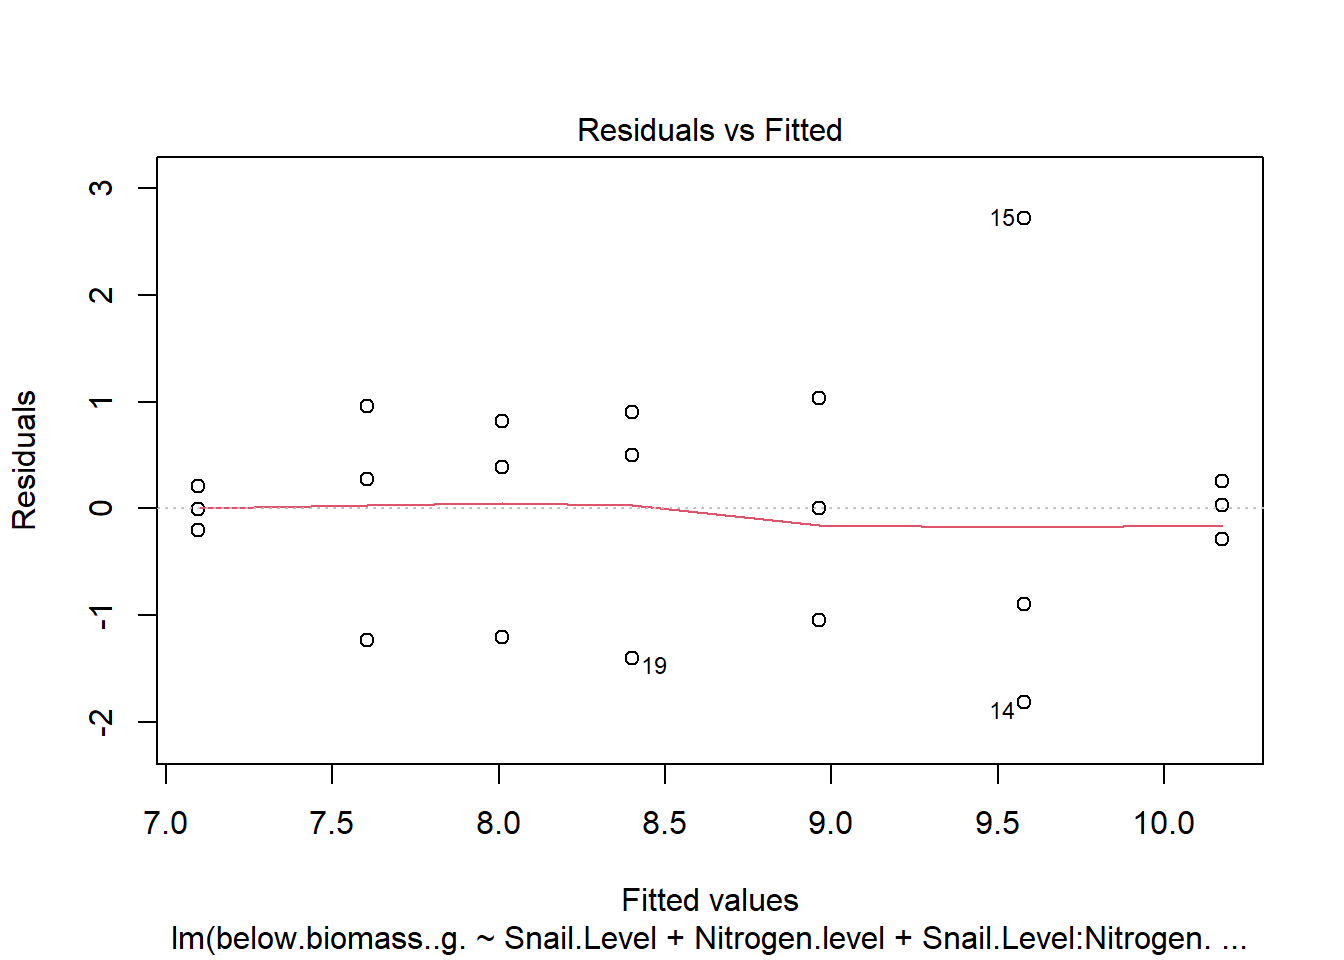 Residuals vs Fitted
3
2
1
0
-1
-2
Residuals
15
19
14
7.0 7.5 8.0 8.5 9.0 9.5 10.0
Fitted values
lm(below.biomass..g. ~ Snail.Level + Nitrogen.level + Snail.Level:Nitrogen. ...